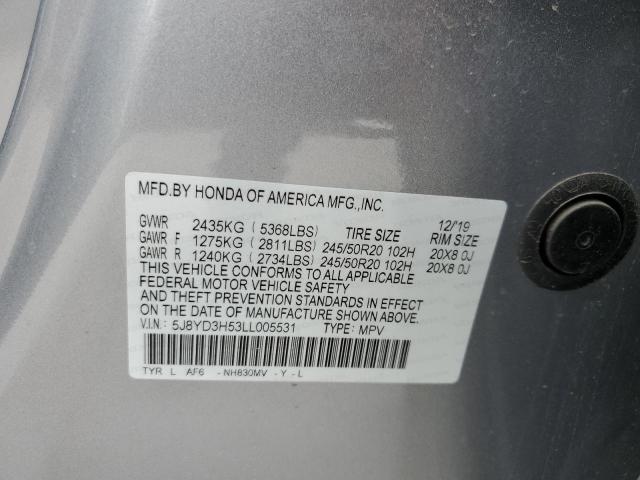 MFD.BY HONDA OF AMERICA MFG.,INC.
12/'19
GVWR 2435KG ( 5368LBS) TIRE SIZE RIM SIZE
GAWR F 1275KG ( 2811LBS) 245/50R20 102H 20X8.0J
GAWR R 1240KG ( 2734LBS) 245/50R20 102H 20X8.0J
THIS VEHICLE CONFORMS TO ALL APPLICABLE
FEDERAL MOTOR VEHICLE SAFETY
AND THEFT PREVENTION STANDARDS IN EFFECT
ON THE DATE OF MANUFACTURE SHOWN ABOVE.
V.I.N.: 5J8YD3H53LL005531 TYPE: MPV
TYR L AF6 -NH830MV -Y-L